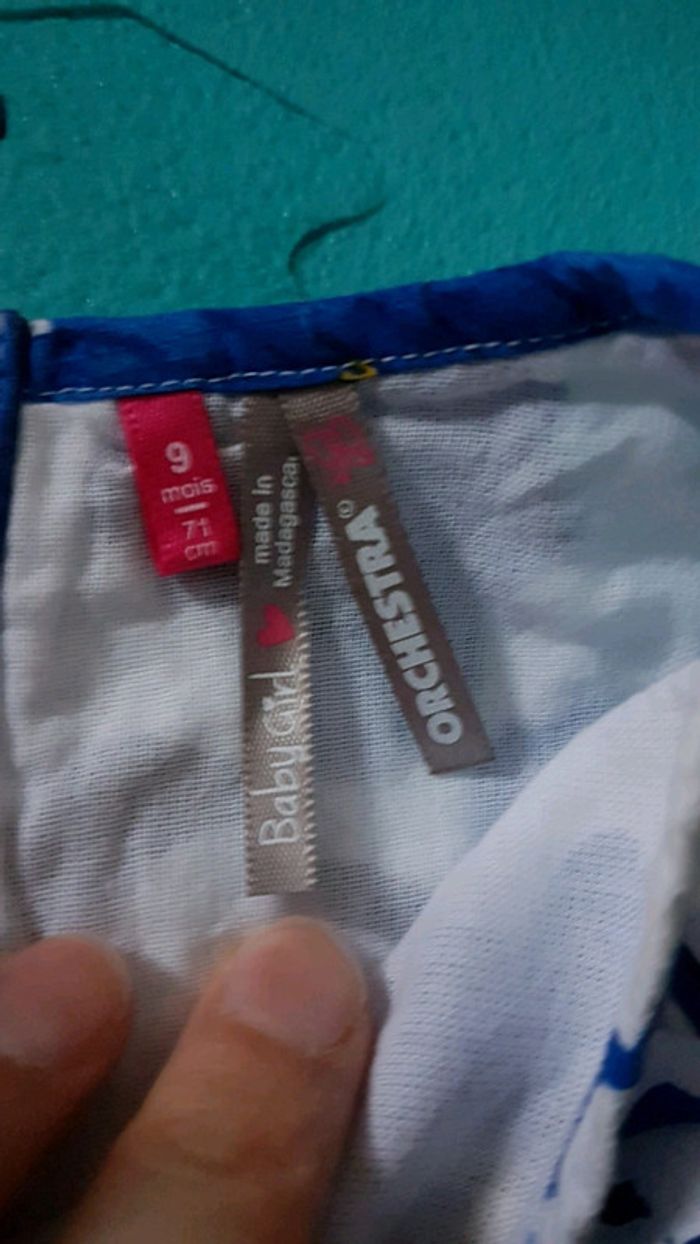 9
mois
71
cm
made in
Madagascar
Baby Girl
ORCHESTRA®